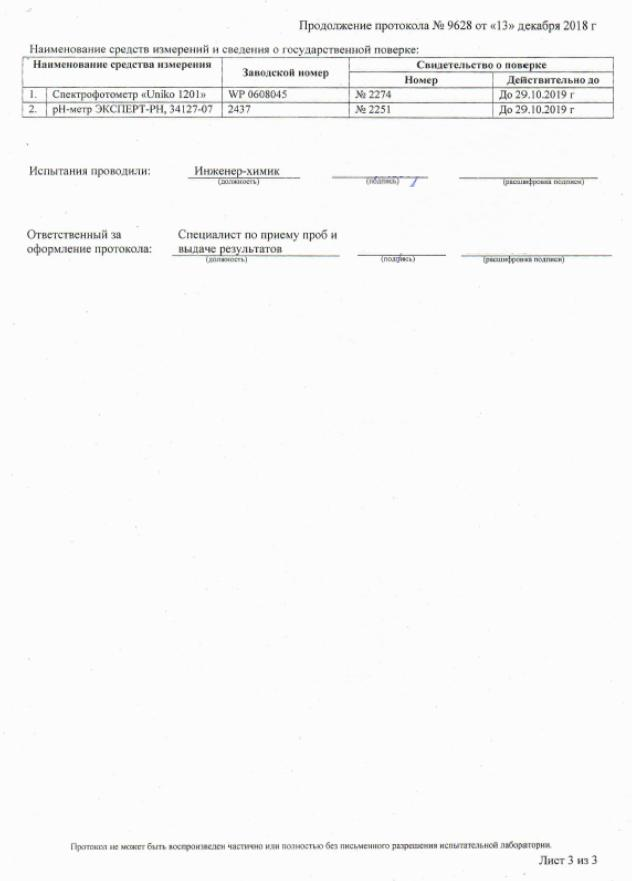 Продолжение протокола № 9628 от «13» декабря 2018 г
Наименование средств измерений и сведения о государственной поверке:
Наименование средства измерения Заводской номер Свидетельство о поверке
Номер Действительно до
1. Спектрофотометр «Uniko 1201» WP 0608045 № 2274 До 29.10.2019 г
2. pH-метр ЭКСПЕРТ-PH, 34127-07 2437 № 2251 До 29.10.2019 г
Испытания проводили: Инженер-химик
(должность) (подпись) (расшифровка подписи)
Ответственный за Специалист по приему проб и
оформление протокола: выдаче результатов
(должность) (подпись) (расшифровка подписи)
Протокол не может быть воспроизведен частично или полностью без письменного разрешения испытательной лаборатории.
Лист 3 из 3